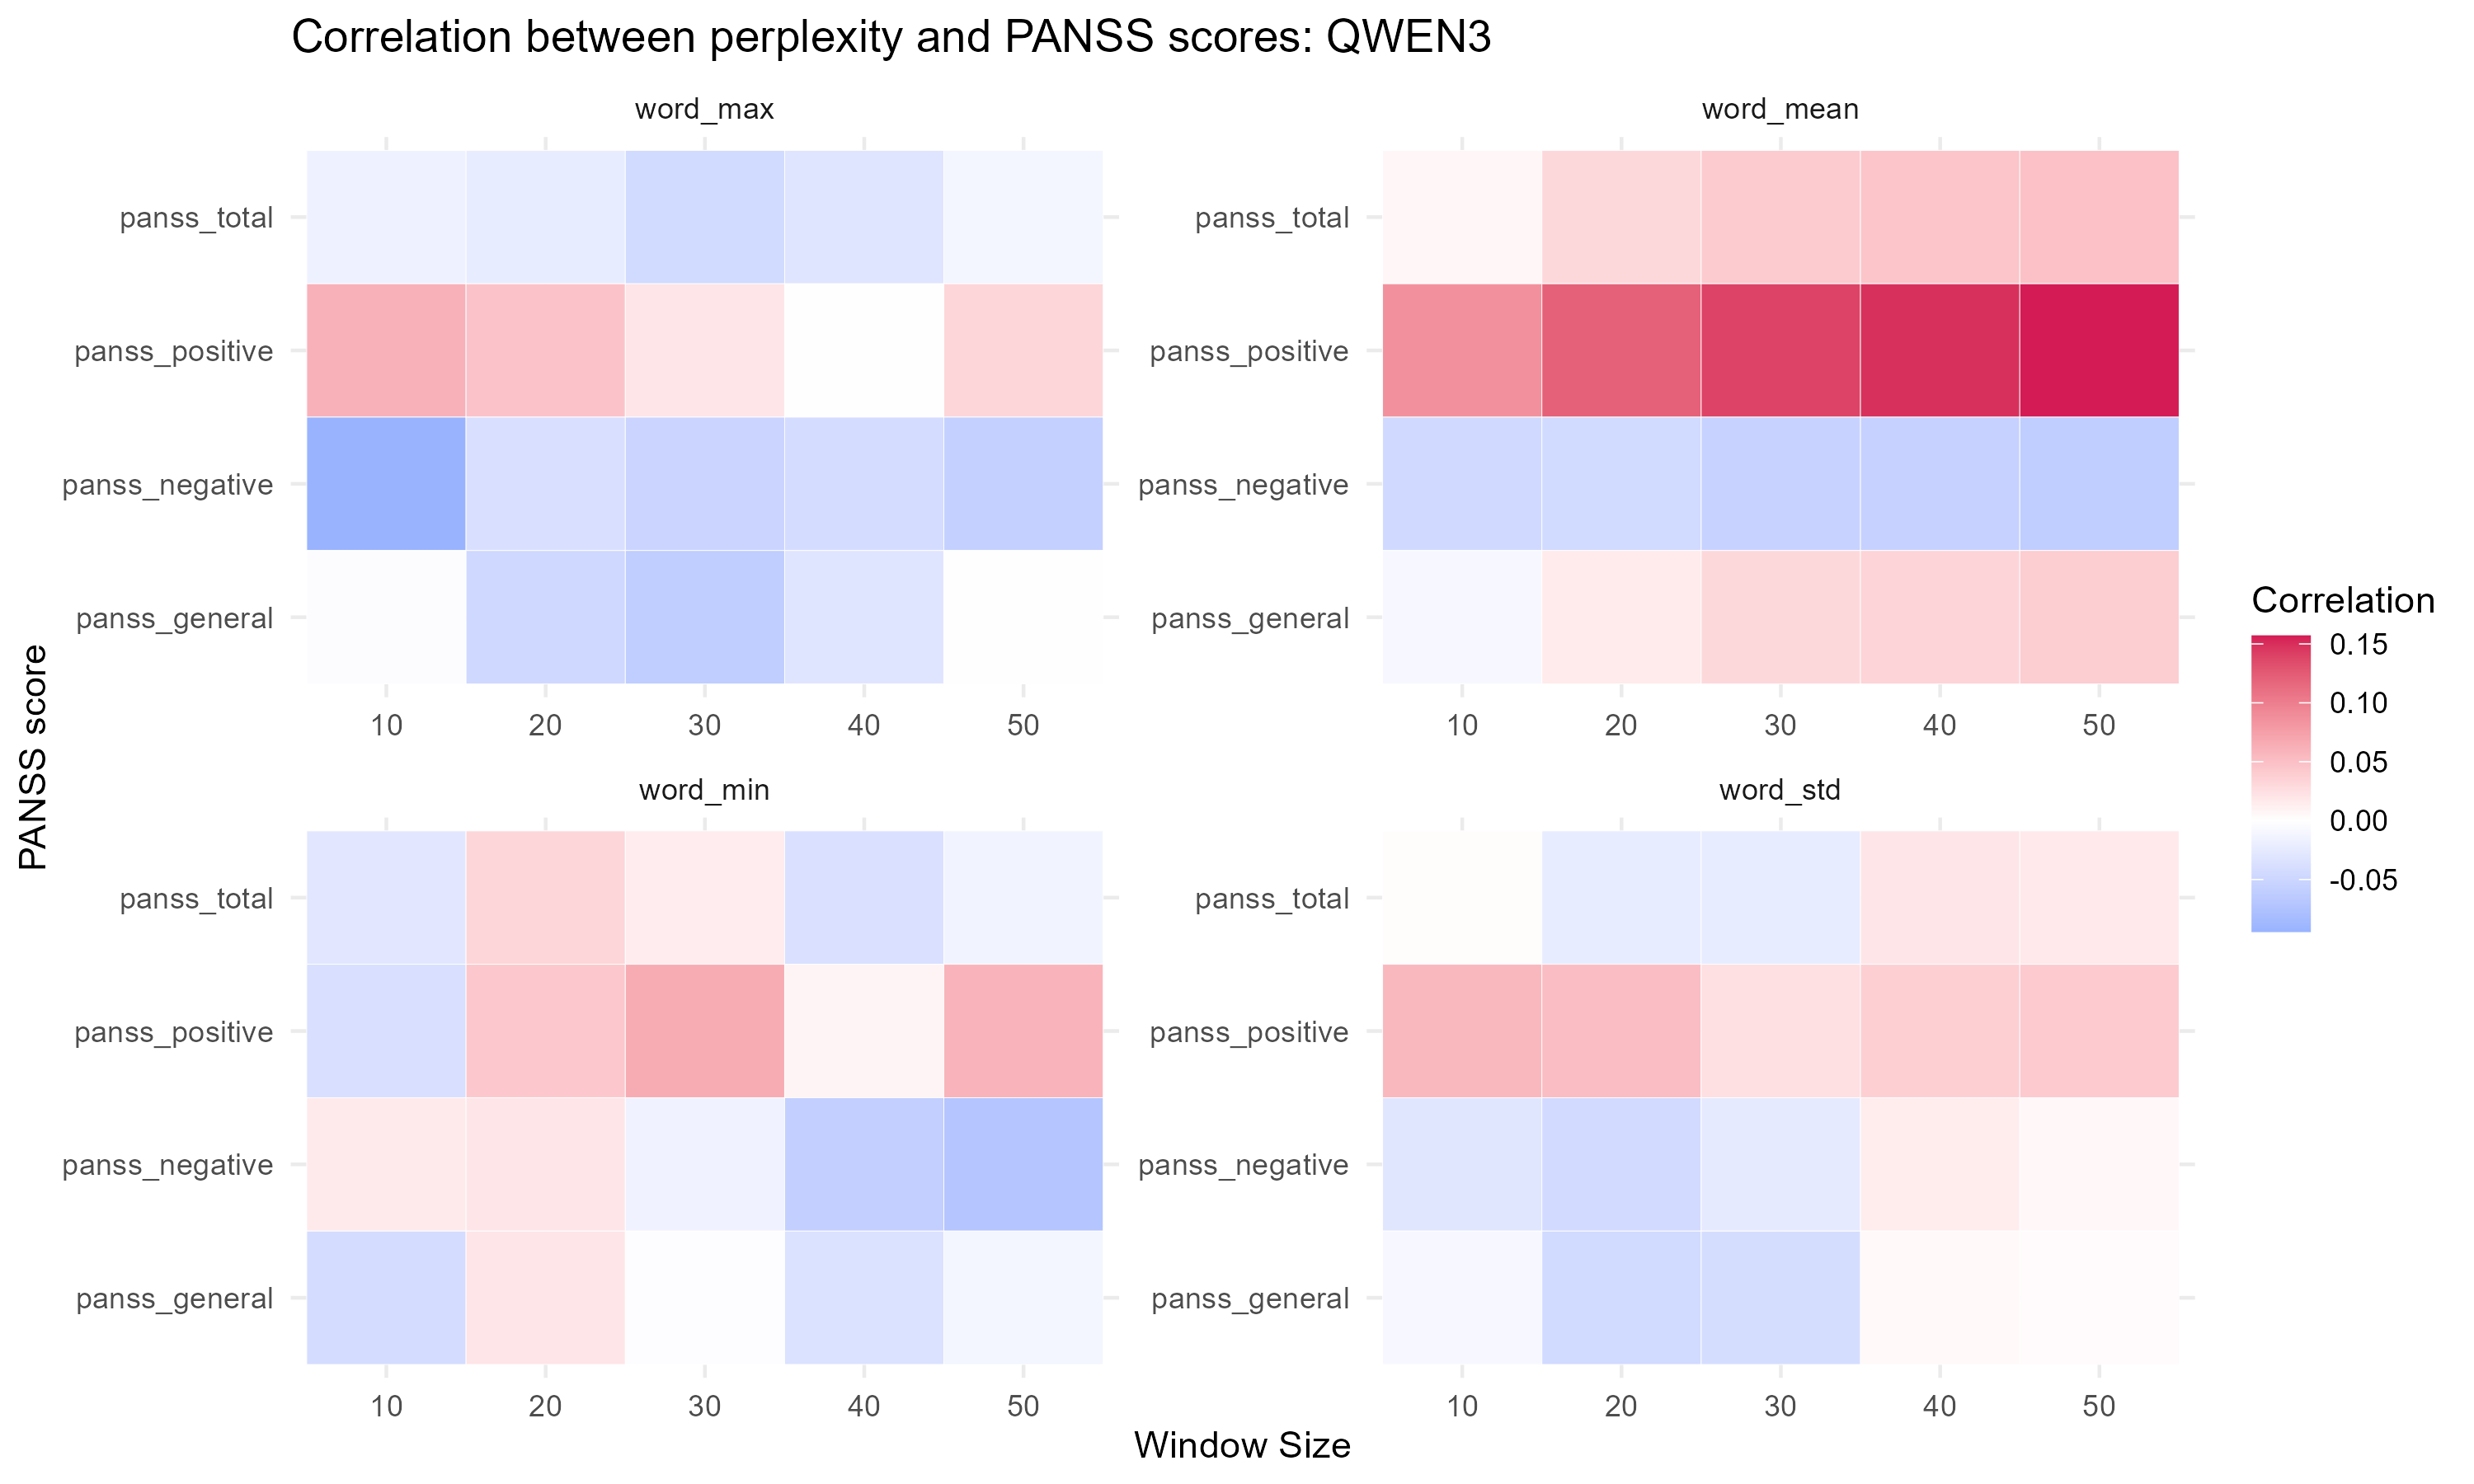 Correlation between perplexity and PANSS scores: QWEN3
word_max
word_mean
panss_total
panss_positive
panss_negative
panss_general
10 20 30 40 50
panss_total
panss_positive
panss_negative
panss_general
10 20 30 40 50
word_min
word_std
panss_total
panss_positive
panss_negative
panss_general
10 20 30 40 50
panss_total
panss_positive
panss_negative
panss_general
10 20 30 40 50
PANSS score
Window Size
Correlation
0.15
0.10
0.05
0.00
-0.05